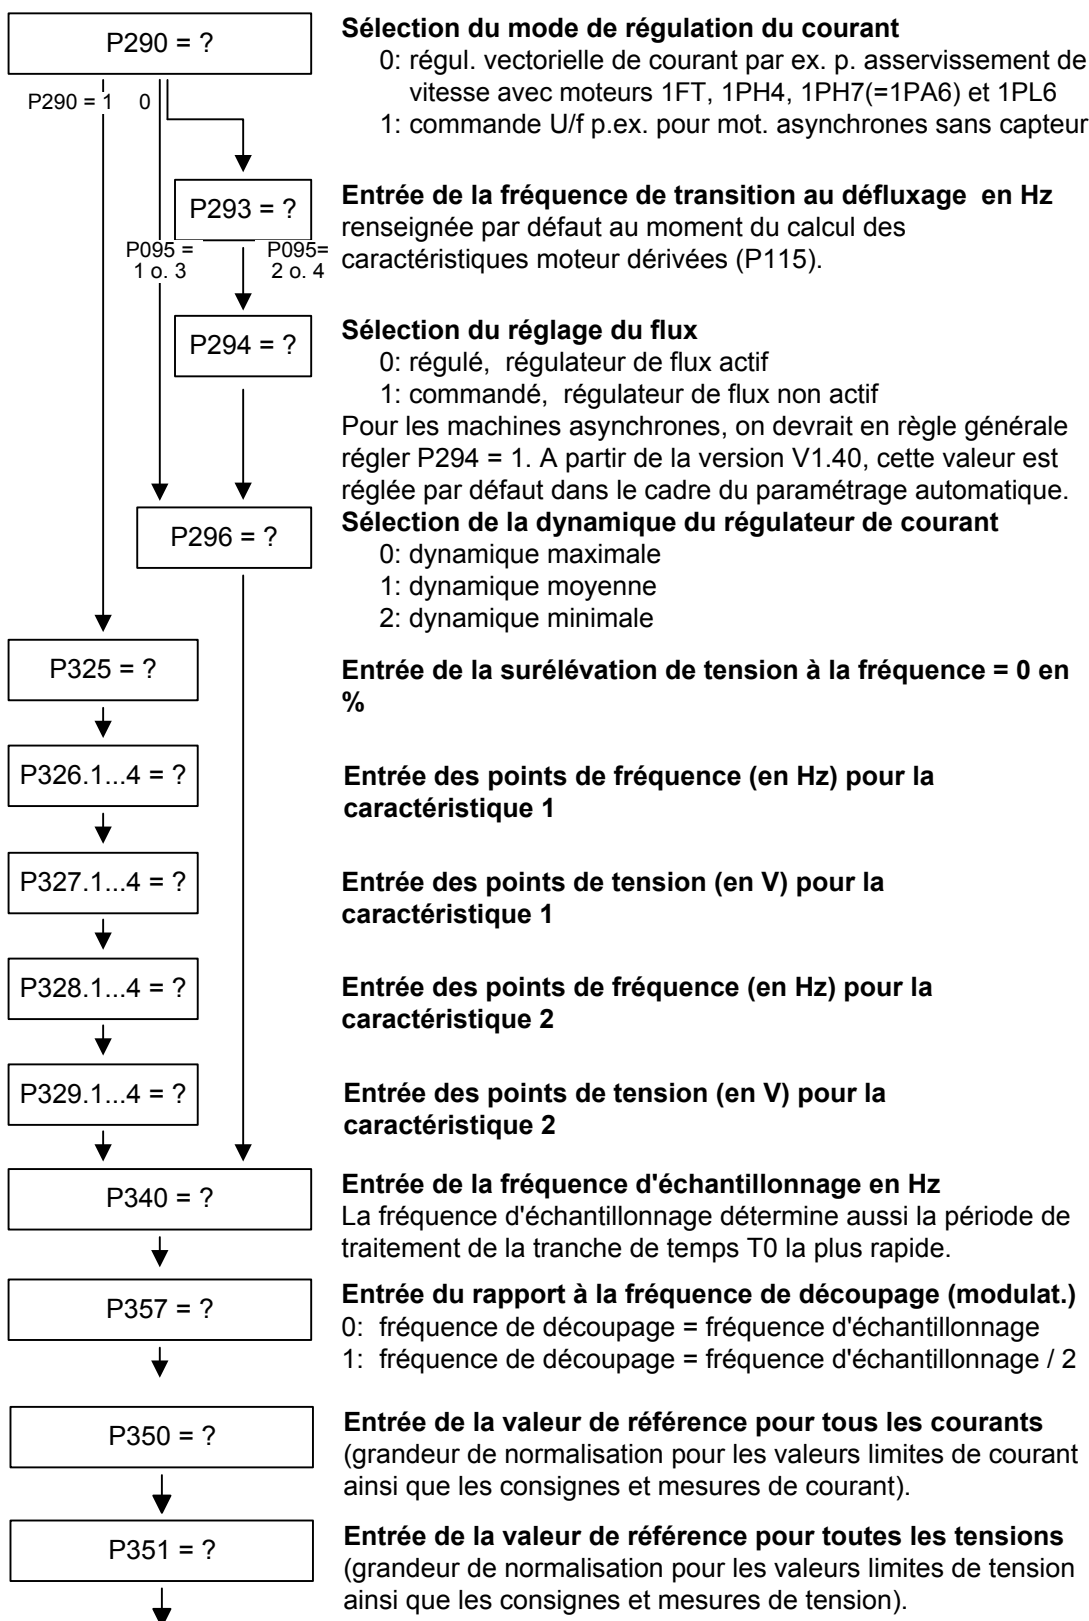 P290 = ?
Sélection du mode de régulation du courant
0: régul. vectorielle de courant par ex. p. asservissement de
vitesse avec moteurs 1FT, 1PH4, 1PH7(=1PA6) et 1PL6
1: commande U/f p.ex. pour mot. asynchrones sans capteur
P290 = 1 0
P293 = ?
Entrée de la fréquence de transition au défluxage en Hz
renseignée par défaut au moment du calcul des
caractéristiques moteur dérivées (P115).
P095 =
1 o. 3
P095=
2 o. 4
P294 = ?
Sélection du réglage du flux
0: régulé, régulateur de flux actif
1: commandé, régulateur de flux non actif
Pour les machines asynchrones, on devrait en règle générale
régler P294 = 1. A partir de la version V1.40, cette valeur est
réglée par défaut dans le cadre du paramétrage automatique.
P296 = ?
Sélection de la dynamique du régulateur de courant
0: dynamique maximale
1: dynamique moyenne
2: dynamique minimale
P325 = ?
Entrée de la surélévation de tension à la fréquence = 0 en
%
P326.1...4 = ?
Entrée des points de fréquence (en Hz) pour la
caractéristique 1
P327.1...4 = ?
Entrée des points de tension (en V) pour la
caractéristique 1
P328.1...4 = ?
Entrée des points de fréquence (en Hz) pour la
caractéristique 2
P329.1...4 = ?
Entrée des points de tension (en V) pour la
caractéristique 2
P340 = ?
Entrée de la fréquence d'échantillonnage en Hz
La fréquence d'échantillonnage détermine aussi la période de
traitement de la tranche de temps T0 la plus rapide.
P357 = ?
Entrée du rapport à la fréquence de découpage (modulat.)
0: fréquence de découpage = fréquence d'échantillonnage
1: fréquence de découpage = fréquence d'échantillonnage / 2
P350 = ?
Entrée de la valeur de référence pour tous les courants
(grandeur de normalisation pour les valeurs limites de courant
ainsi que les consignes et mesures de courant).
P351 = ?
Entrée de la valeur de référence pour toutes les tensions
(grandeur de normalisation pour les valeurs limites de tension
ainsi que les consignes et mesures de tension).